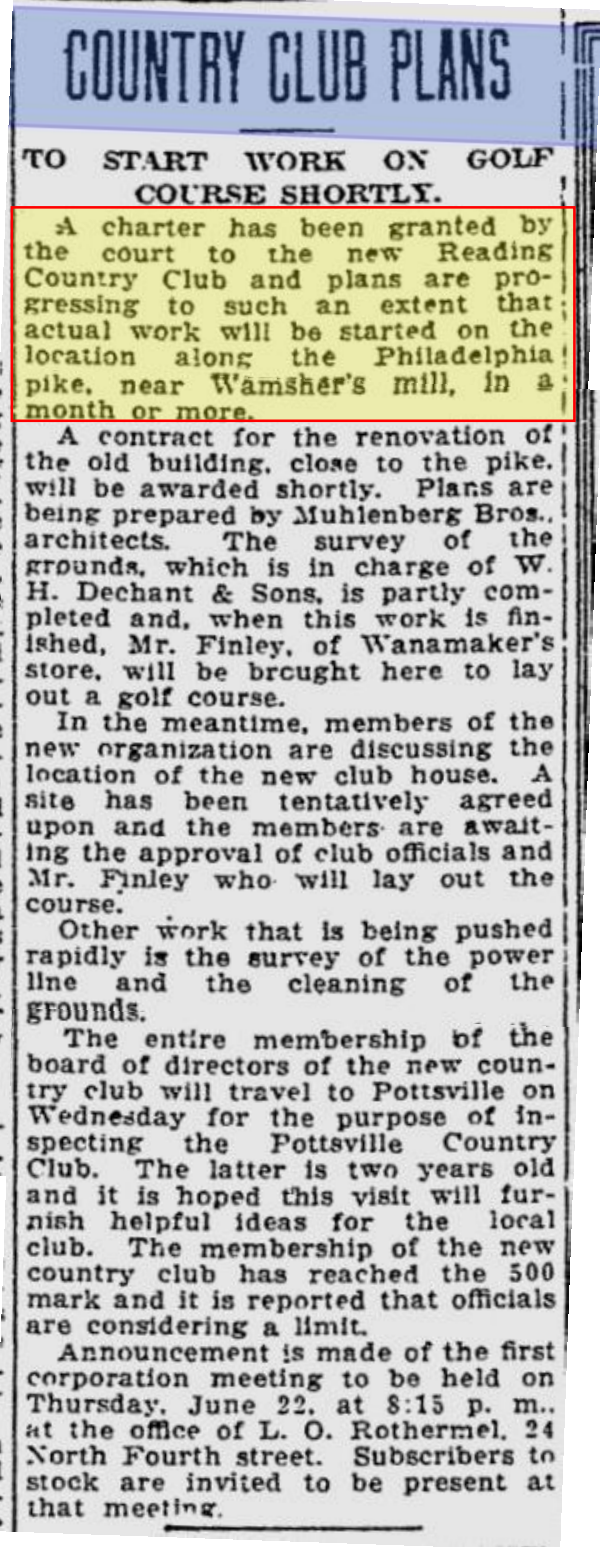 COUNTRY CLUB PLANS
TO START WORK ON GOLF
COURSE SHORTLY.
A charter has been granted by
the court to the new Reading
Country Club and plans are pro-
gressing to such an extent that
actual work will be started on the
location along the Philadelphia
pike, near Wamsher's mill, in a
month or more.
A contract for the renovation of
the old building, close to the pike,
will be awarded shortly. Plans are
being prepared by Muhlenberg Bros.,
architects. The survey of the
grounds, which is in charge of W.
H. Dechant & Sons, is partly com-
pleted and, when this work is fin-
ished, Mr. Finley, of Wanamaker's
store, will be brought here to lay
out a golf course.
In the meantime, members of the
new organization are discussing the
location of the new club house. A
site has been tentatively agreed
upon and the members are await-
ing the approval of club officials and
Mr. Finley who will lay out the
course.
Other work that is being pushed
rapidly is the survey of the power
line and the cleaning of the
grounds.
The entire membership of the
board of directors of the new coun-
try club will travel to Pottsville on
Wednesday for the purpose of in-
specting the Pottsville Country
Club. The latter is two years old
and it is hoped this visit will fur-
nish helpful ideas for the local
club. The membership of the new
country club has reached the 500
mark and it is reported that officials
are considering a limit.
Announcement is made of the first
corporation meeting to be held on
Thursday, June 22, at 8:15 p. m.,
at the office of L. O. Rothermel, 24
North Fourth street. Subscribers to
stock are invited to be present at
that meeting.